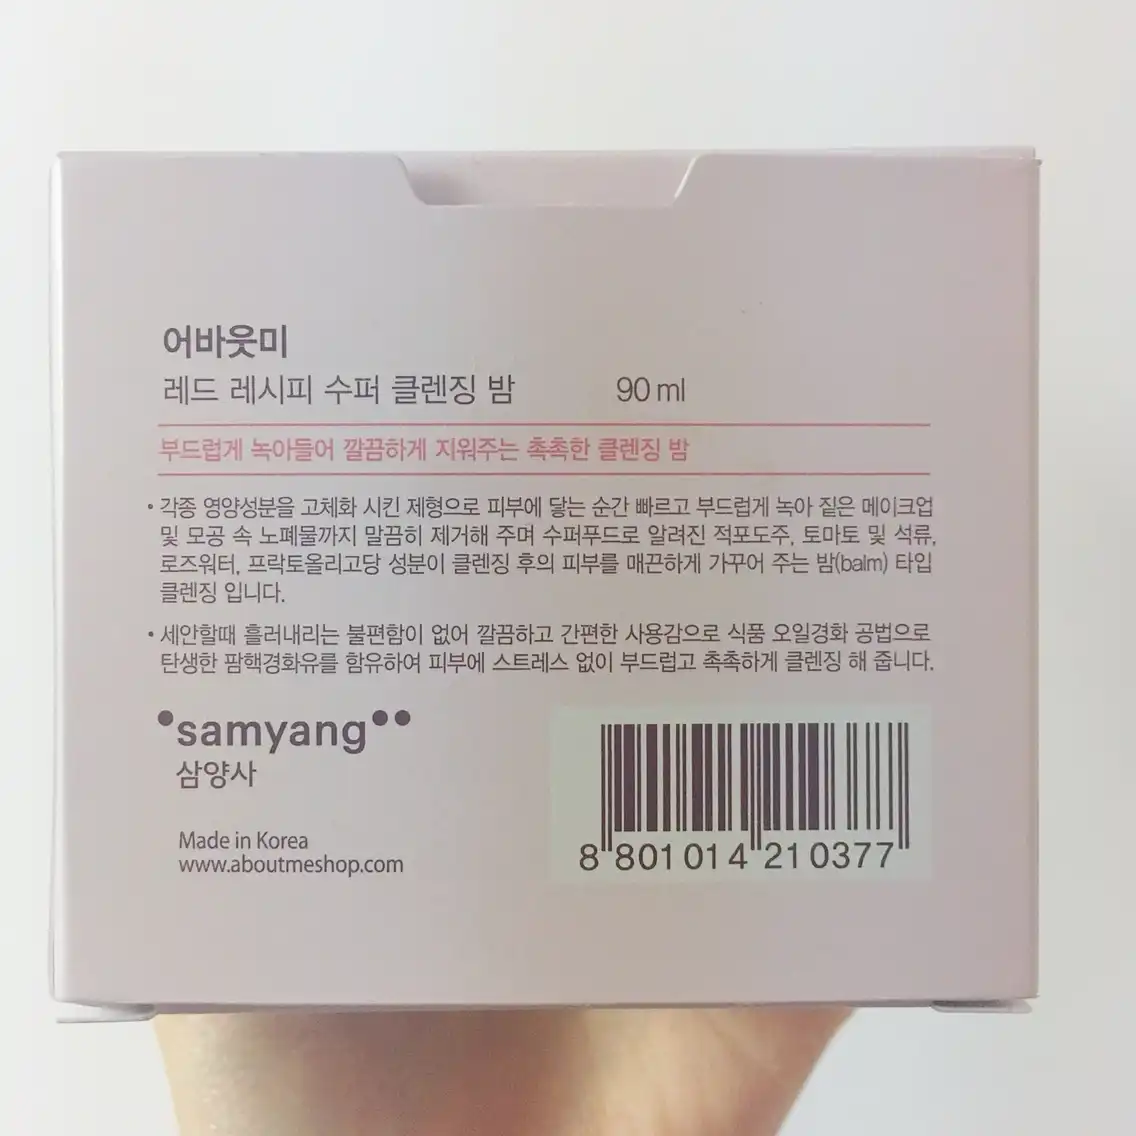 어바웃미
레드 레시피 수퍼 클렌징 밤 90 ml
부드럽게 녹아들어 깔끔하게 지워주는 촉촉한 클렌징 밤
• 각종 영양성분을 고체화 시킨 제형으로 피부에 닿는 순간 빠르고 부드럽게 녹아 짙은 메이크업
및 모공 속 노폐물까지 말끔히 제거해 주며 수퍼푸드로 알려진 적포도주, 토마토 및 석류,
로즈워터, 프락토올리고당 성분이 클렌징 후의 피부를 매끈하게 가꾸어 주는 밤(balm) 타입
클렌징 입니다.
• 세안할때 흘러내리는 불편함이 없어 깔끔하고 간편한 사용감으로 식품 오일경화 공법으로
탄생한 팜핵경화유를 함유하여 피부에 스트레스 없이 부드럽고 촉촉하게 클렌징 해 줍니다.
samyang
삼양사
Made in Korea
www.aboutmeshop.com
8 801014 210377